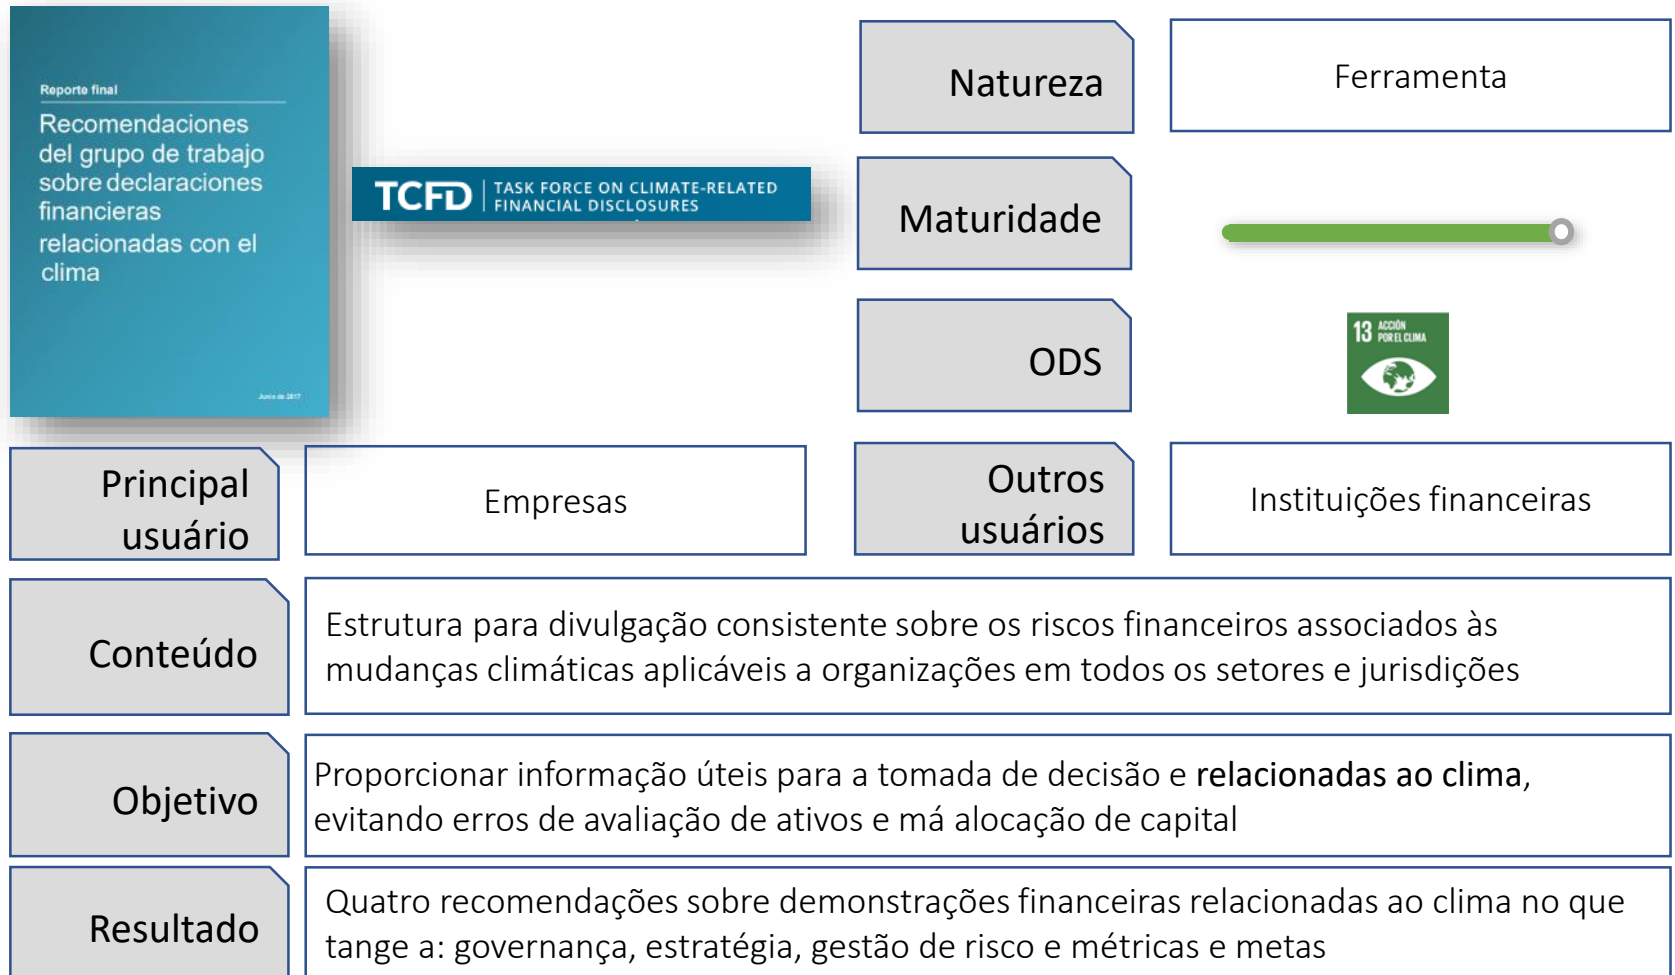 Reporte final
Recomendaciones
del grupo de trabajo
sobre declaraciones
financieras
relacionadas con el
clima
Junio de 2017
TCFD | TASK FORCE ON CLIMATE-RELATED
FINANCIAL DISCLOSURES
Natureza
Ferramenta
Maturidade
ODS
13 ACCIÓN
POR EL CLIMA
Principal
usuário
Empresas
Outros
usuários
Instituições financeiras
Conteúdo
Estrutura para divulgação consistente sobre os riscos financeiros associados às
mudanças climáticas aplicáveis a organizações em todos os setores e jurisdições
Objetivo
Proporcionar informação úteis para a tomada de decisão e relacionadas ao clima,
evitando erros de avaliação de ativos e má alocação de capital
Resultado
Quatro recomendações sobre demonstrações financeiras relacionadas ao clima no que
tange a: governança, estratégia, gestão de risco e métricas e metas